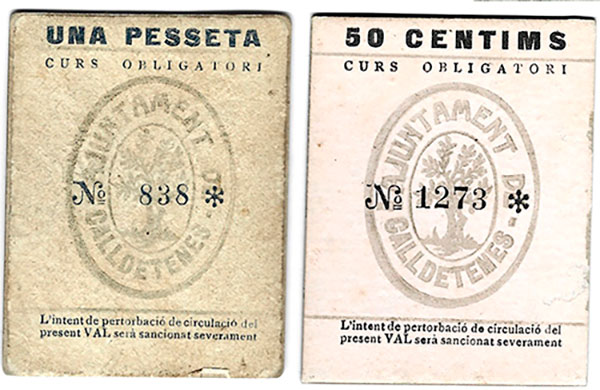 UNA PESSETA
CURS OBLIGATORI
AJUNTAMENT D
CALLDETENES
No 838 *
L'intent de pertorbació de circulació del
present VAL serà sancionat severament
50 CENTIMS
CURS OBLIGATORI
AJUNTAMENT D
CALLDETENES
No 1273 *
L'intent de pertorbació de circulació del
present VAL serà sancionat severament